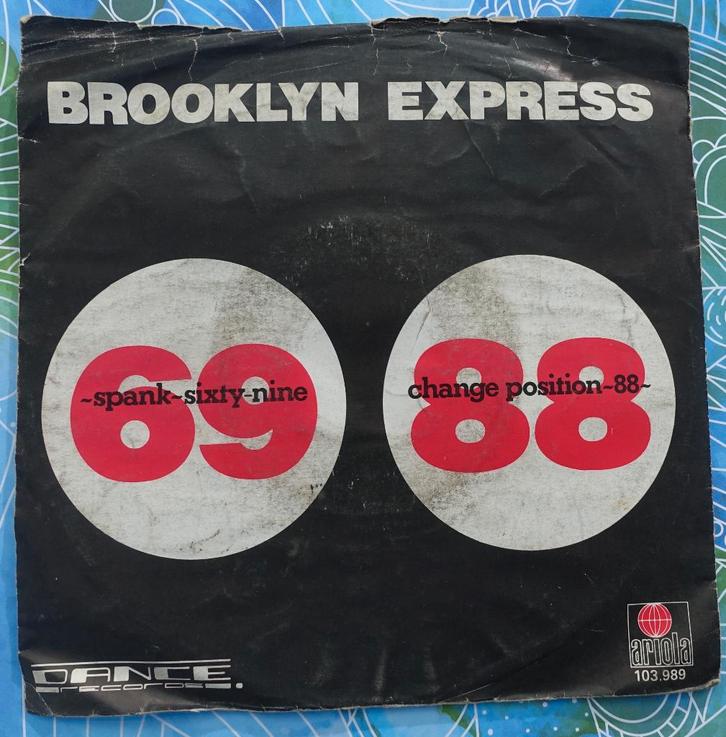 BROOKLYN EXPRESS
69
~spank~sixty-nine
88
change position~88~
DANCE
records.
ariola
103.989